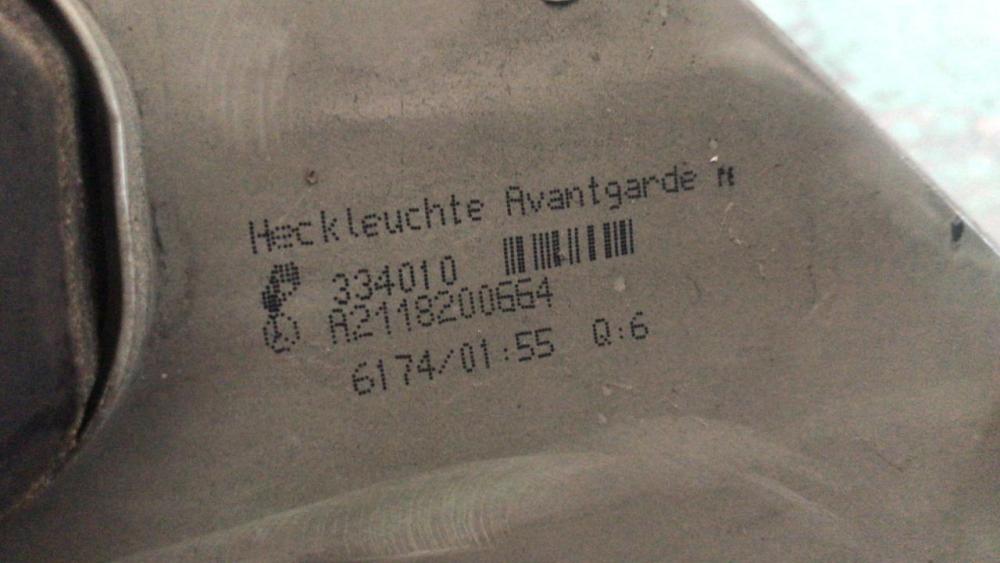 Heckleuchte Avantgarde
334010
A2118200664
6174/01:55 Q:6